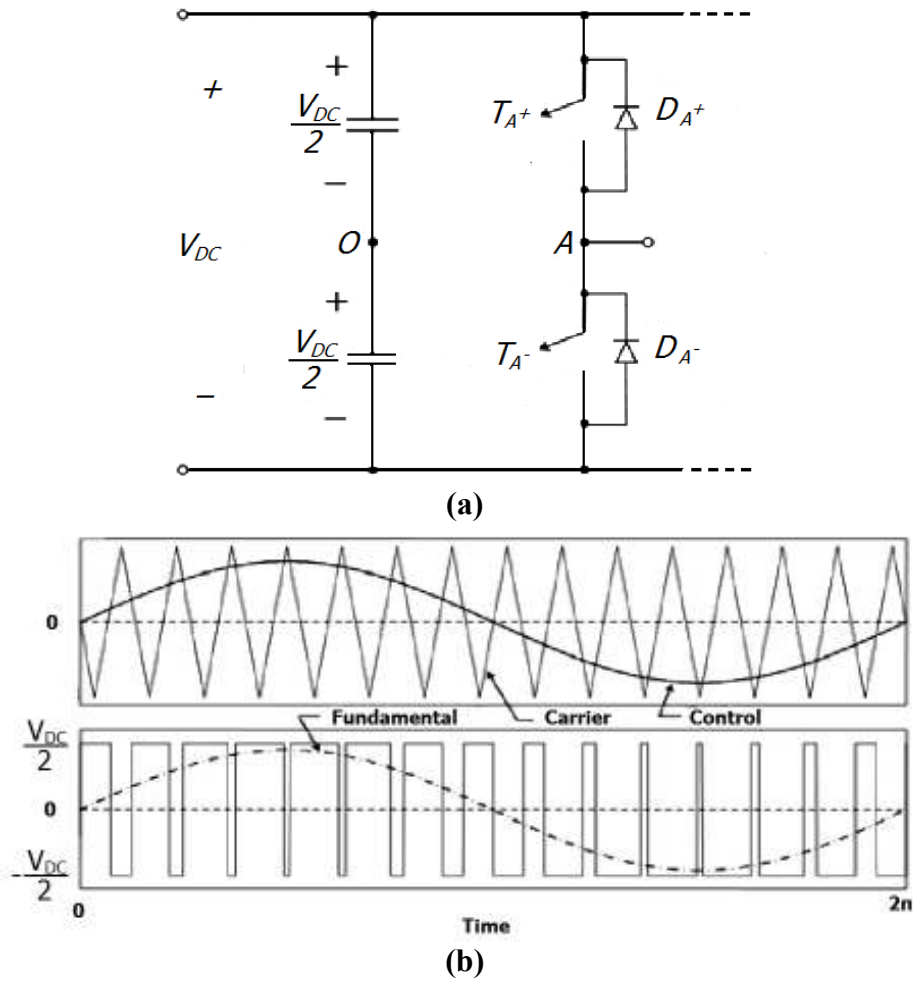 +
+
V_DC/2
T_A+
D_A+
−
V_DC
O
A
+
V_DC/2
T_A-
D_A-
−
−
(a)
0
Fundamental
Carrier
Control
V_DC/2
0
-V_DC/2
0
2n
Time
(b)